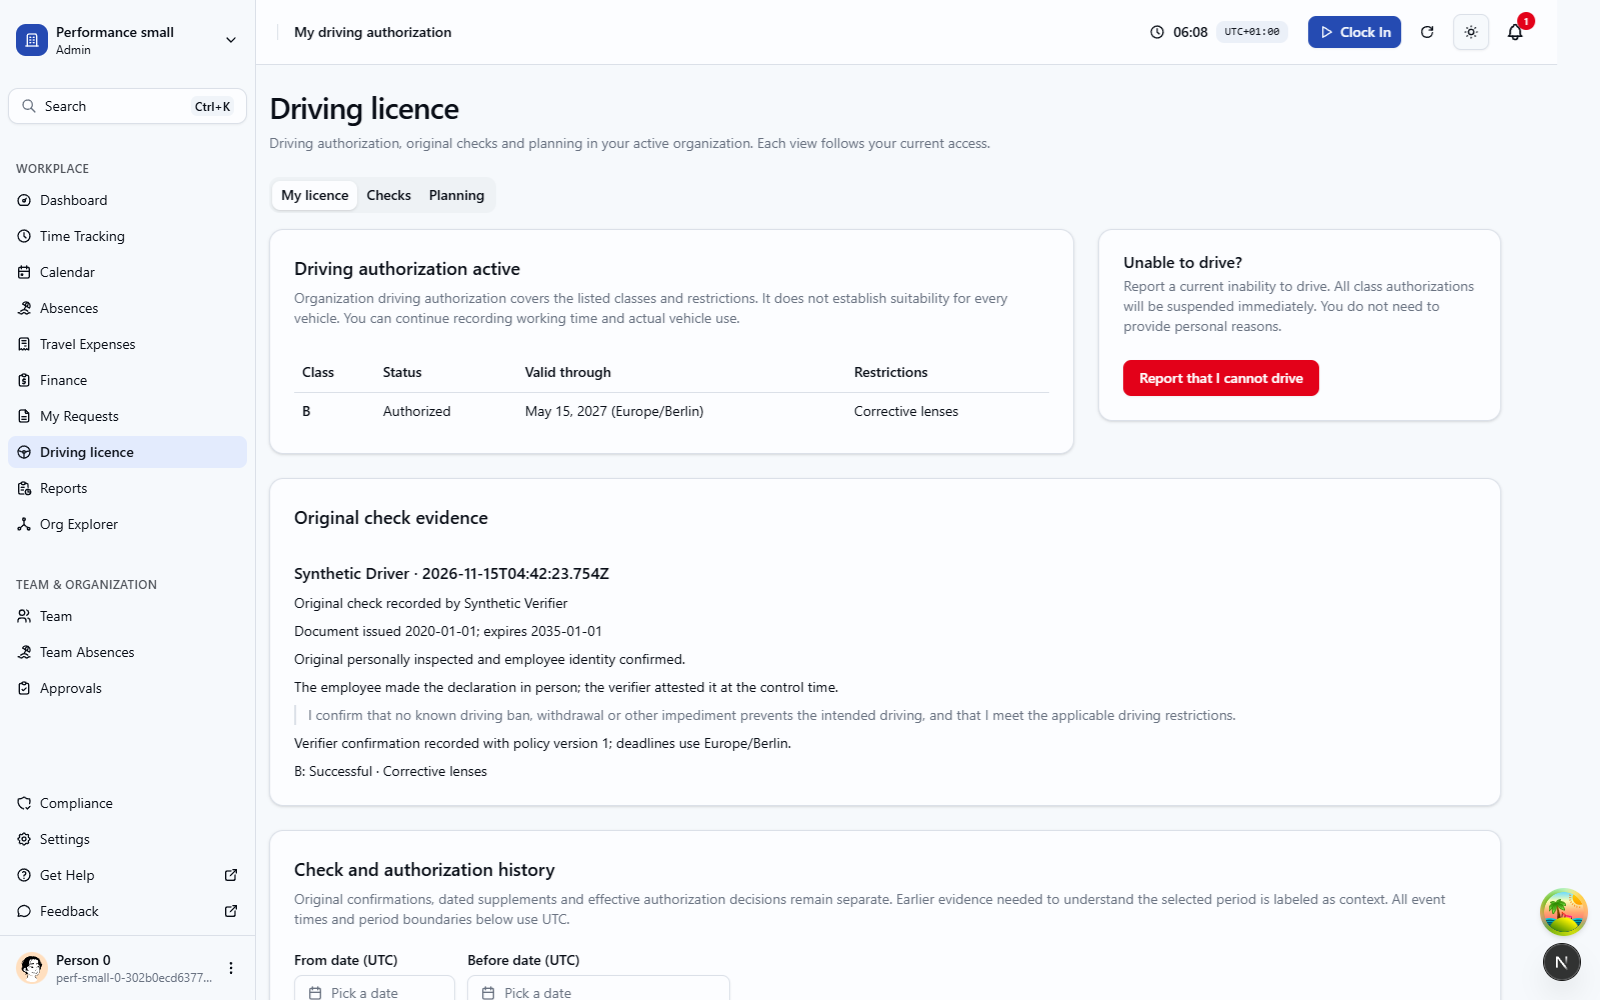 Performance small
Admin
Search
Ctrl+K
WORKPLACE
Dashboard
Time Tracking
Calendar
Absences
Travel Expenses
Finance
My Requests
Driving licence
Reports
Org Explorer
TEAM & ORGANIZATION
Team
Team Absences
Approvals
Compliance
Settings
Get Help
Feedback
Person 0
perf-small-0-302b0ecd6377...
My driving authorization
06:08
UTC+01:00
Clock In
1
Driving licence
Driving authorization, original checks and planning in your active organization. Each view follows your current access.
My licence
Checks
Planning
Driving authorization active
Organization driving authorization covers the listed classes and restrictions. It does not establish suitability for every
vehicle. You can continue recording working time and actual vehicle use.
Class Status Valid through Restrictions
B Authorized May 15, 2027 (Europe/Berlin) Corrective lenses
Unable to drive?
Report a current inability to drive. All class authorizations
will be suspended immediately. You do not need to
provide personal reasons.
Report that I cannot drive
Original check evidence
Synthetic Driver · 2026-11-15T04:42:23.754Z
Original check recorded by Synthetic Verifier
Document issued 2020-01-01; expires 2035-01-01
Original personally inspected and employee identity confirmed.
The employee made the declaration in person; the verifier attested it at the control time.
I confirm that no known driving ban, withdrawal or other impediment prevents the intended driving, and that I meet the applicable driving restrictions.
Verifier confirmation recorded with policy version 1; deadlines use Europe/Berlin.
B: Successful · Corrective lenses
Check and authorization history
Original confirmations, dated supplements and effective authorization decisions remain separate. Earlier evidence needed to understand the selected period is labeled as context. All event
times and period boundaries below use UTC.
From date (UTC) Before date (UTC)
Pick a date Pick a date
N